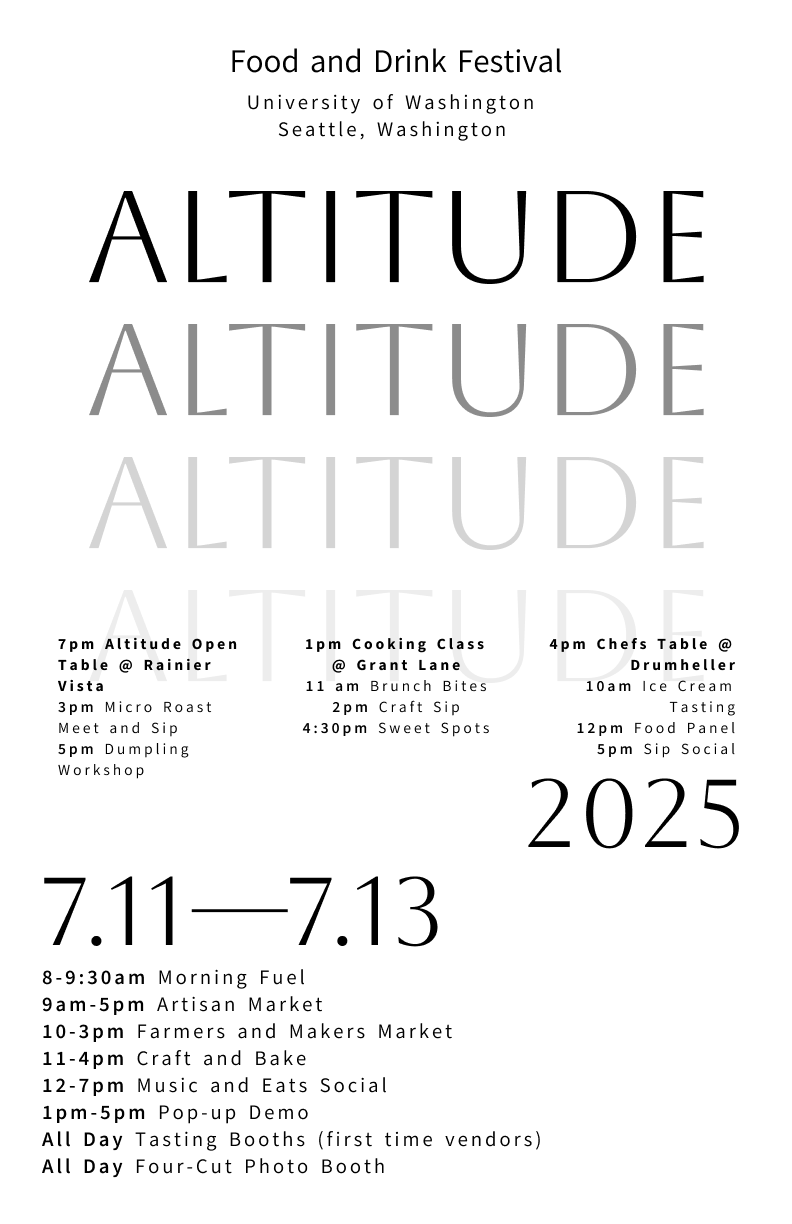 Food and Drink Festival
University of Washington
Seattle, Washington
ALTITUDE
ALTITUDE
ALTITUDE
ALTITUDE
7pm Altitude Open
Table @ Rainier
Vista
3pm Micro Roast
Meet and Sip
5pm Dumpling
Workshop
1pm Cooking Class
@ Grant Lane
11 am Brunch Bites
2pm Craft Sip
4:30pm Sweet Spots
4pm Chefs Table @
Drumheller
10am Ice Cream
Tasting
12pm Food Panel
5pm Sip Social
2025
7.11—7.13
8-9:30am Morning Fuel
9am-5pm Artisan Market
10-3pm Farmers and Makers Market
11-4pm Craft and Bake
12-7pm Music and Eats Social
1pm-5pm Pop-up Demo
All Day Tasting Booths (first time vendors)
All Day Four-Cut Photo Booth